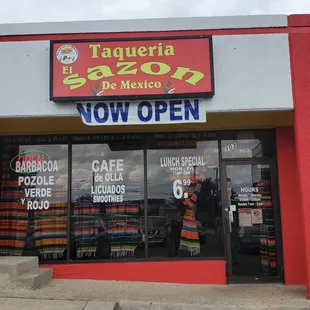 Taqueria
El Sazon
De Mexico
NOW OPEN
BARBACOA
POZOLE
VERDE
Y
ROJO
CAFE
de OLLA
LICUADOS
SMOOTHIES
LUNCH SPECIAL
6.99
102
HOURS